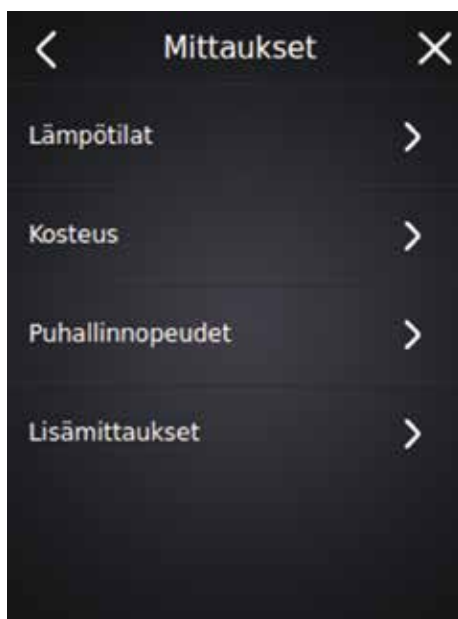 Mittaukset
Lämpötilat
Kosteus
Puhallinnopeudet
Lisämittaukset